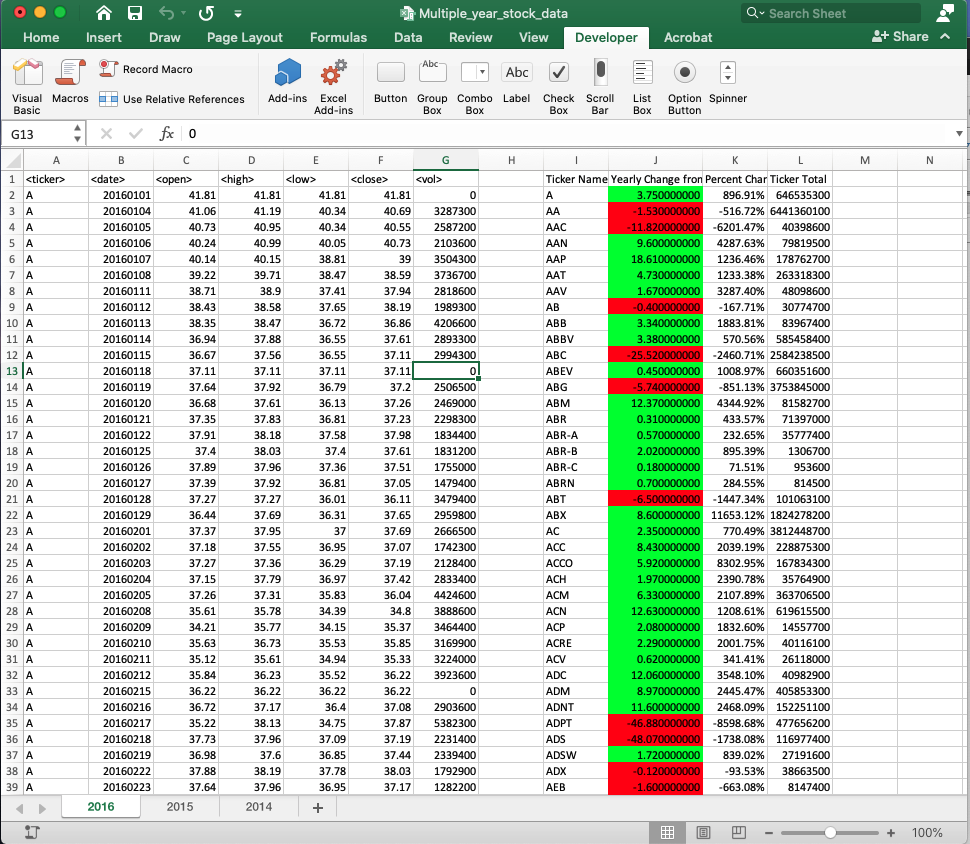 Multiple_year_stock_data
Search Sheet
Home Insert Draw Page Layout Formulas Data Review View Developer Acrobat Share
Visual Basic Macros Record Macro Use Relative References Add-ins Excel Add-ins Button Group Box Combo Box Label Check Box Scroll Bar List Box Option Button Spinner
Abc Abc
G13 fx 0
A B C D E F G H I J K L M N
1 <ticker> <date> <open> <high> <low> <close> <vol> Ticker Name Yearly Change from Percent Char Ticker Total
2 A 20160101 41.81 41.81 41.81 41.81 0 A 3.750000000 896.91% 646535300
3 A 20160104 41.06 41.19 40.34 40.69 3287300 AA -1.530000000 -516.72% 6441360100
4 A 20160105 40.73 40.95 40.34 40.55 2587200 AAC -11.820000000 -6201.47% 40398600
5 A 20160106 40.24 40.99 40.05 40.73 2103600 AAN 9.600000000 4287.63% 79819500
6 A 20160107 40.14 40.15 38.81 39 3504300 AAP 18.610000000 1236.46% 178762700
7 A 20160108 39.22 39.71 38.47 38.59 3736700 AAT 4.730000000 1233.38% 263318300
8 A 20160111 38.71 38.9 37.41 37.94 2818600 AAV 1.670000000 3287.40% 48098600
9 A 20160112 38.43 38.58 37.65 38.19 1989300 AB -0.400000000 -167.71% 30774700
10 A 20160113 38.35 38.47 36.72 36.86 4206600 ABB 3.340000000 1883.81% 83967400
11 A 20160114 36.94 37.88 36.55 37.61 2893300 ABBV 3.380000000 570.56% 585458400
12 A 20160115 36.67 37.56 36.55 37.11 2994300 ABC -25.520000000 -2460.71% 2584238500
13 A 20160118 37.11 37.11 37.11 37.11 0 ABEV 0.450000000 1008.97% 660351600
14 A 20160119 37.64 37.92 36.79 37.2 2506500 ABG -5.740000000 -851.13% 3753845000
15 A 20160120 36.68 37.61 36.13 37.26 2469000 ABM 12.370000000 4344.92% 81582700
16 A 20160121 37.35 37.83 36.81 37.23 2298300 ABR 0.310000000 433.57% 71397000
17 A 20160122 37.91 38.18 37.58 37.98 1834400 ABR-A 0.570000000 232.65% 35777400
18 A 20160125 37.4 38.03 37.4 37.61 1831200 ABR-B 2.020000000 895.39% 1306700
19 A 20160126 37.89 37.96 37.36 37.51 1755000 ABR-C 0.180000000 71.51% 953600
20 A 20160127 37.39 37.92 36.81 37.05 1479400 ABRN 0.700000000 284.55% 814500
21 A 20160128 37.27 37.27 36.01 36.11 3479400 ABT -6.500000000 -1447.34% 101063100
22 A 20160129 36.44 37.69 36.31 37.65 2959800 ABX 8.600000000 11653.12% 1824278200
23 A 20160201 37.37 37.95 37 37.69 2666500 AC 2.350000000 770.49% 3812448700
24 A 20160202 37.18 37.55 36.95 37.07 1742300 ACC 8.430000000 2039.19% 228875300
25 A 20160203 37.27 37.36 36.29 37.19 2128400 ACCO 5.920000000 8302.95% 167834300
26 A 20160204 37.15 37.79 36.97 37.42 2833400 ACH 1.970000000 2390.78% 35764900
27 A 20160205 37.26 37.31 35.83 36.04 4424600 ACM 6.330000000 2107.89% 363706500
28 A 20160208 35.61 35.78 34.39 34.8 3888600 ACN 12.630000000 1208.61% 619615500
29 A 20160209 34.21 35.77 34.15 35.37 3464400 ACP 2.080000000 1832.60% 14557700
30 A 20160210 35.63 36.73 35.53 35.85 3169900 ACRE 2.290000000 2001.75% 40116100
31 A 20160211 35.12 35.61 34.94 35.33 3224000 ACV 0.620000000 341.41% 26118000
32 A 20160212 35.84 36.23 35.52 36.22 3923600 ADC 12.060000000 3548.10% 40982900
33 A 20160215 36.22 36.22 36.22 36.22 0 ADM 8.970000000 2445.47% 405853300
34 A 20160216 36.72 37.17 36.4 37.08 2903600 ADNT 11.600000000 2468.09% 152251100
35 A 20160217 35.22 38.13 34.75 37.87 5382300 ADPT -46.880000000 -8598.68% 477656200
36 A 20160218 37.73 37.96 37.09 37.19 2231400 ADS -48.070000000 -1738.08% 116977400
37 A 20160219 36.98 37.6 36.85 37.44 2339400 ADSW 1.720000000 839.02% 27191600
38 A 20160222 37.88 38.19 37.78 38.03 1792900 ADX -0.120000000 -93.53% 38663500
39 A 20160223 37.64 37.96 36.95 37.17 1282200 AEB -1.600000000 -663.08% 8147400
2016 2015 2014 +
100%